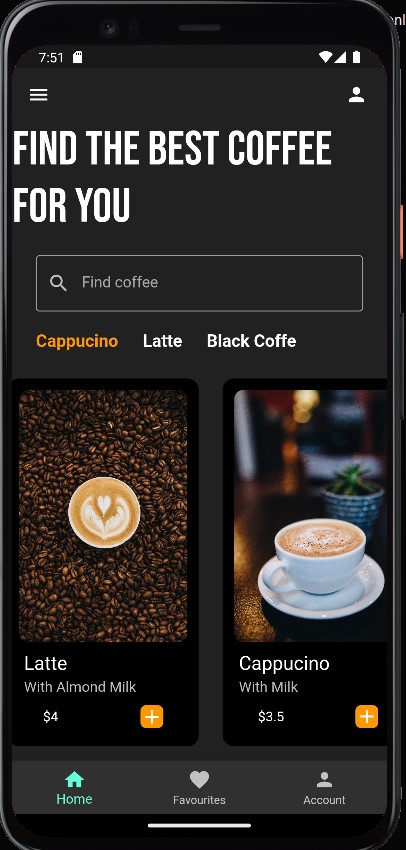 7:51
FIND THE BEST COFFEE
FOR YOU
Find coffee
Cappucino Latte Black Coffe
Latte
With Almond Milk
$4
Cappucino
With Milk
$3.5
Home Favourites Account